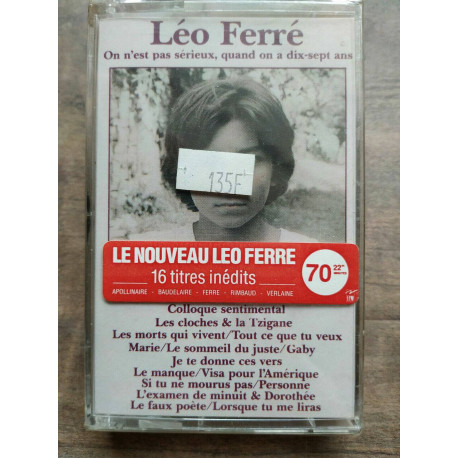 Léo Ferré
On n'est pas sérieux, quand on a dix-sept ans
135F
LE NOUVEAU LEO FERRE
16 titres inédits
APOLLINAIRE - BAUDELAIRE - FERRE - RIMBAUD - VERLAINE
70 22"
Colloque sentimental
Les cloches & la Tzigane
Les morts qui vivent/Tout ce que tu veux
Marie/Le sommeil du juste/Gaby
Je te donne ces vers
Le manque/Visa pour l'Amérique
Si tu ne mourus pas/Personne
L'examen de minuit & Dorothée
Le faux poète/Lorsque tu me liras